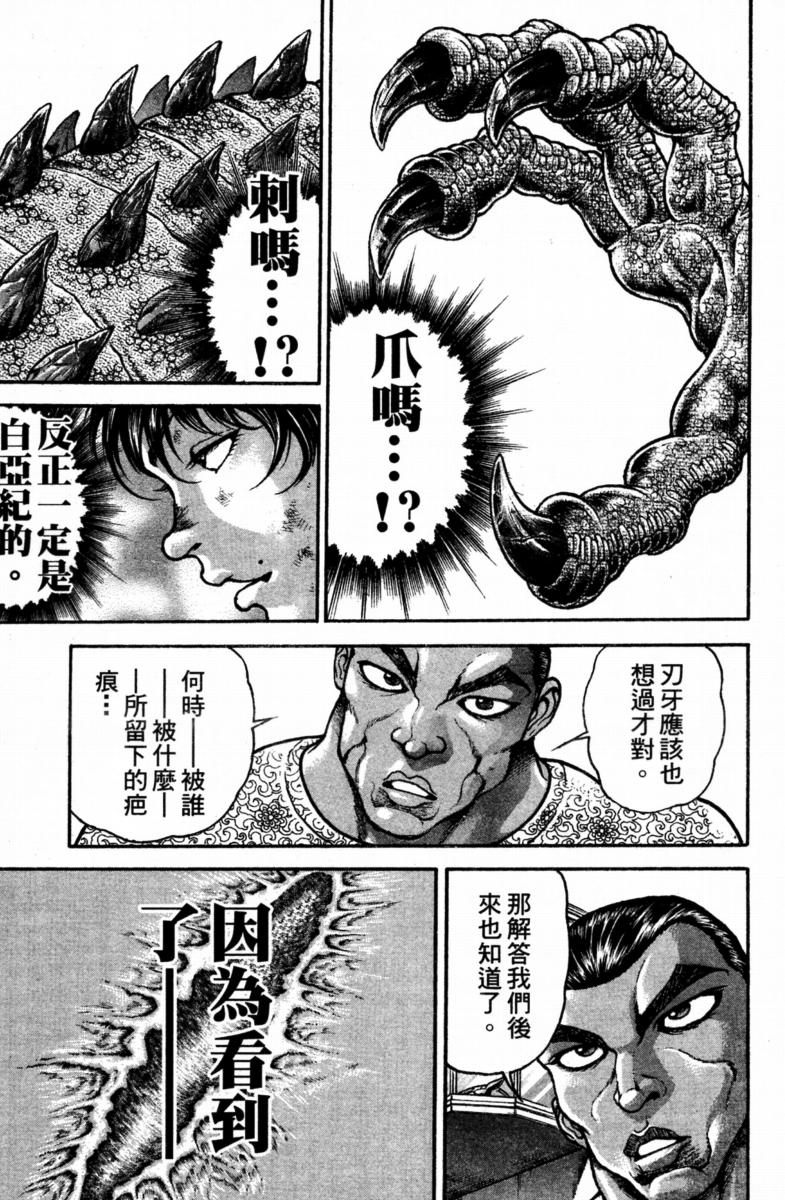 爪嗎…!?
刺嗎…!?
反正一定是
白亞紀的。
刃牙應該也
想過才對。
何時──被誰
──被什麼─
─所留下的疤
痕…
那解答我們後
來也知道了。
因為看到
了──